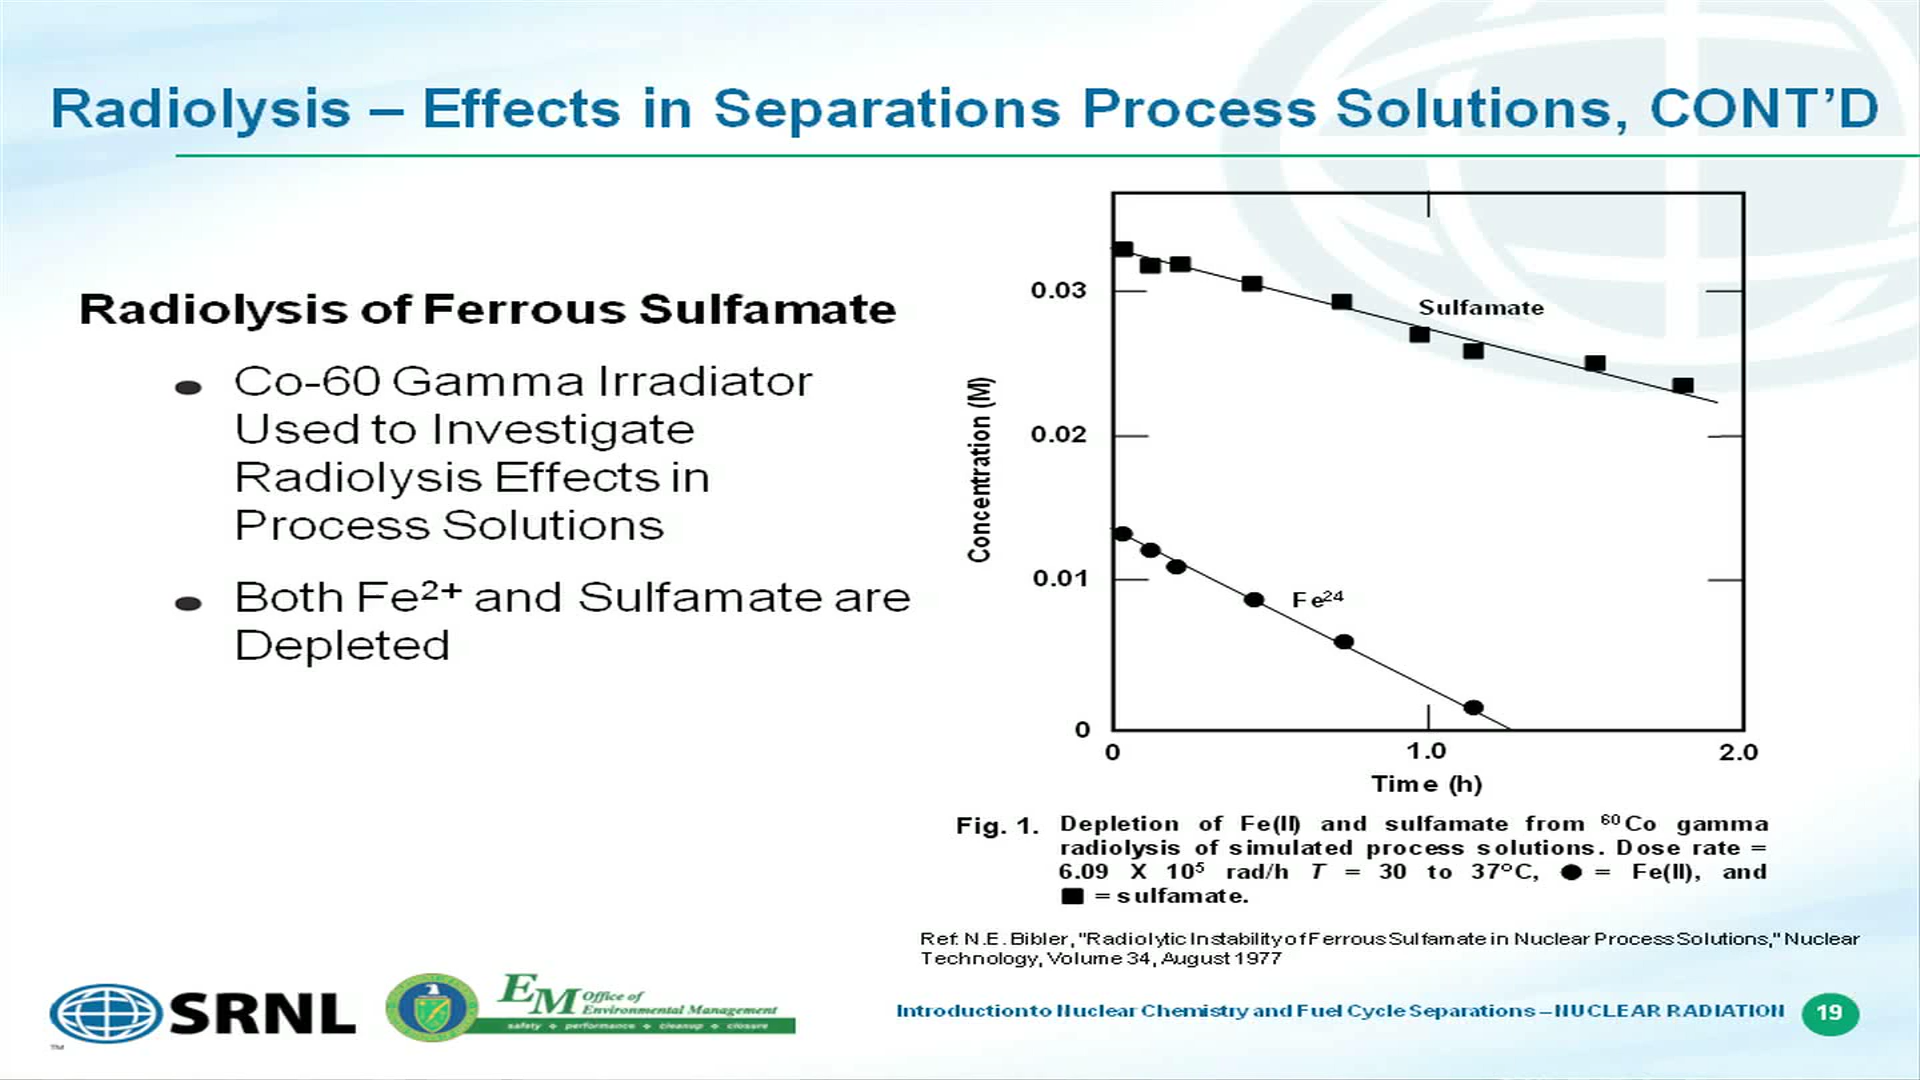 Radiolysis – Effects in Separations Process Solutions, CONT’D
Radiolysis of Ferrous Sulfamate
● Co-60 Gamma Irradiator
Used to Investigate
Radiolysis Effects in
Process Solutions
● Both Fe²⁺ and Sulfamate are
Depleted
Concentration (M)
0.03
0.02
0.01
0
Sulfamate
Fe²⁴
0
1.0
2.0
Time (h)
Fig. 1. Depletion of Fe(II) and sulfamate from ⁶⁰Co gamma
radiolysis of simulated process solutions. Dose rate =
6.09 X 10⁵ rad/h T = 30 to 37°C, ● = Fe(II), and
■ = sulfamate.
Ref: N.E. Bibler, "Radiolytic Instability of Ferrous Sulfamate in Nuclear Process Solutions," Nuclear
Technology, Volume 34, August 1977
SRNL
TM
EM Office of
Environmental Management
safety ❖ performance ❖ cleanup ❖ closure
Introduction to Nuclear Chemistry and Fuel Cycle Separations – NUCLEAR RADIATION
19